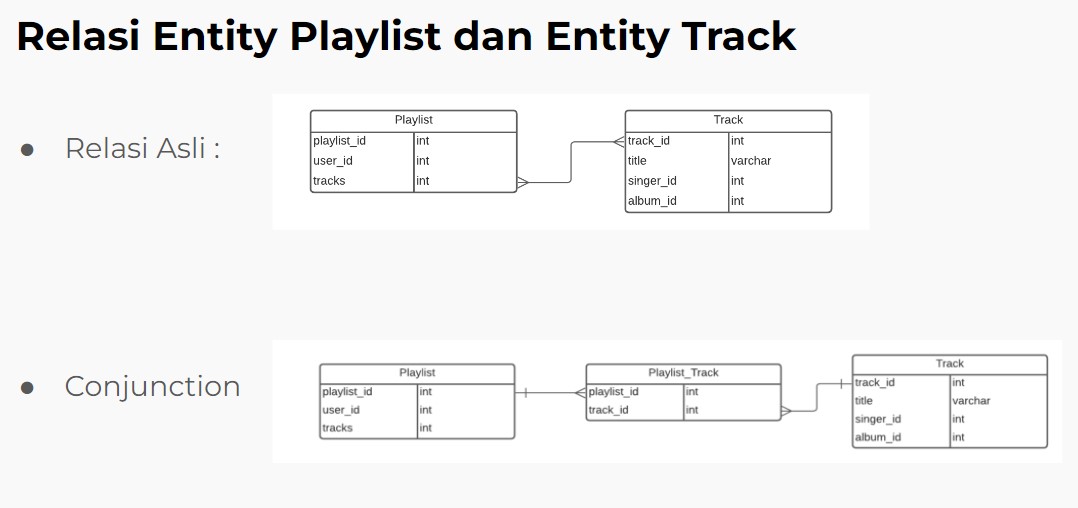 Relasi Entity Playlist dan Entity Track
● Relasi Asli :
Playlist
playlist_id int
user_id int
tracks int
Track
track_id int
title varchar
singer_id int
album_id int
● Conjunction
Playlist
playlist_id int
user_id int
tracks int
Playlist_Track
playlist_id int
track_id int
Track
track_id int
title varchar
singer_id int
album_id int